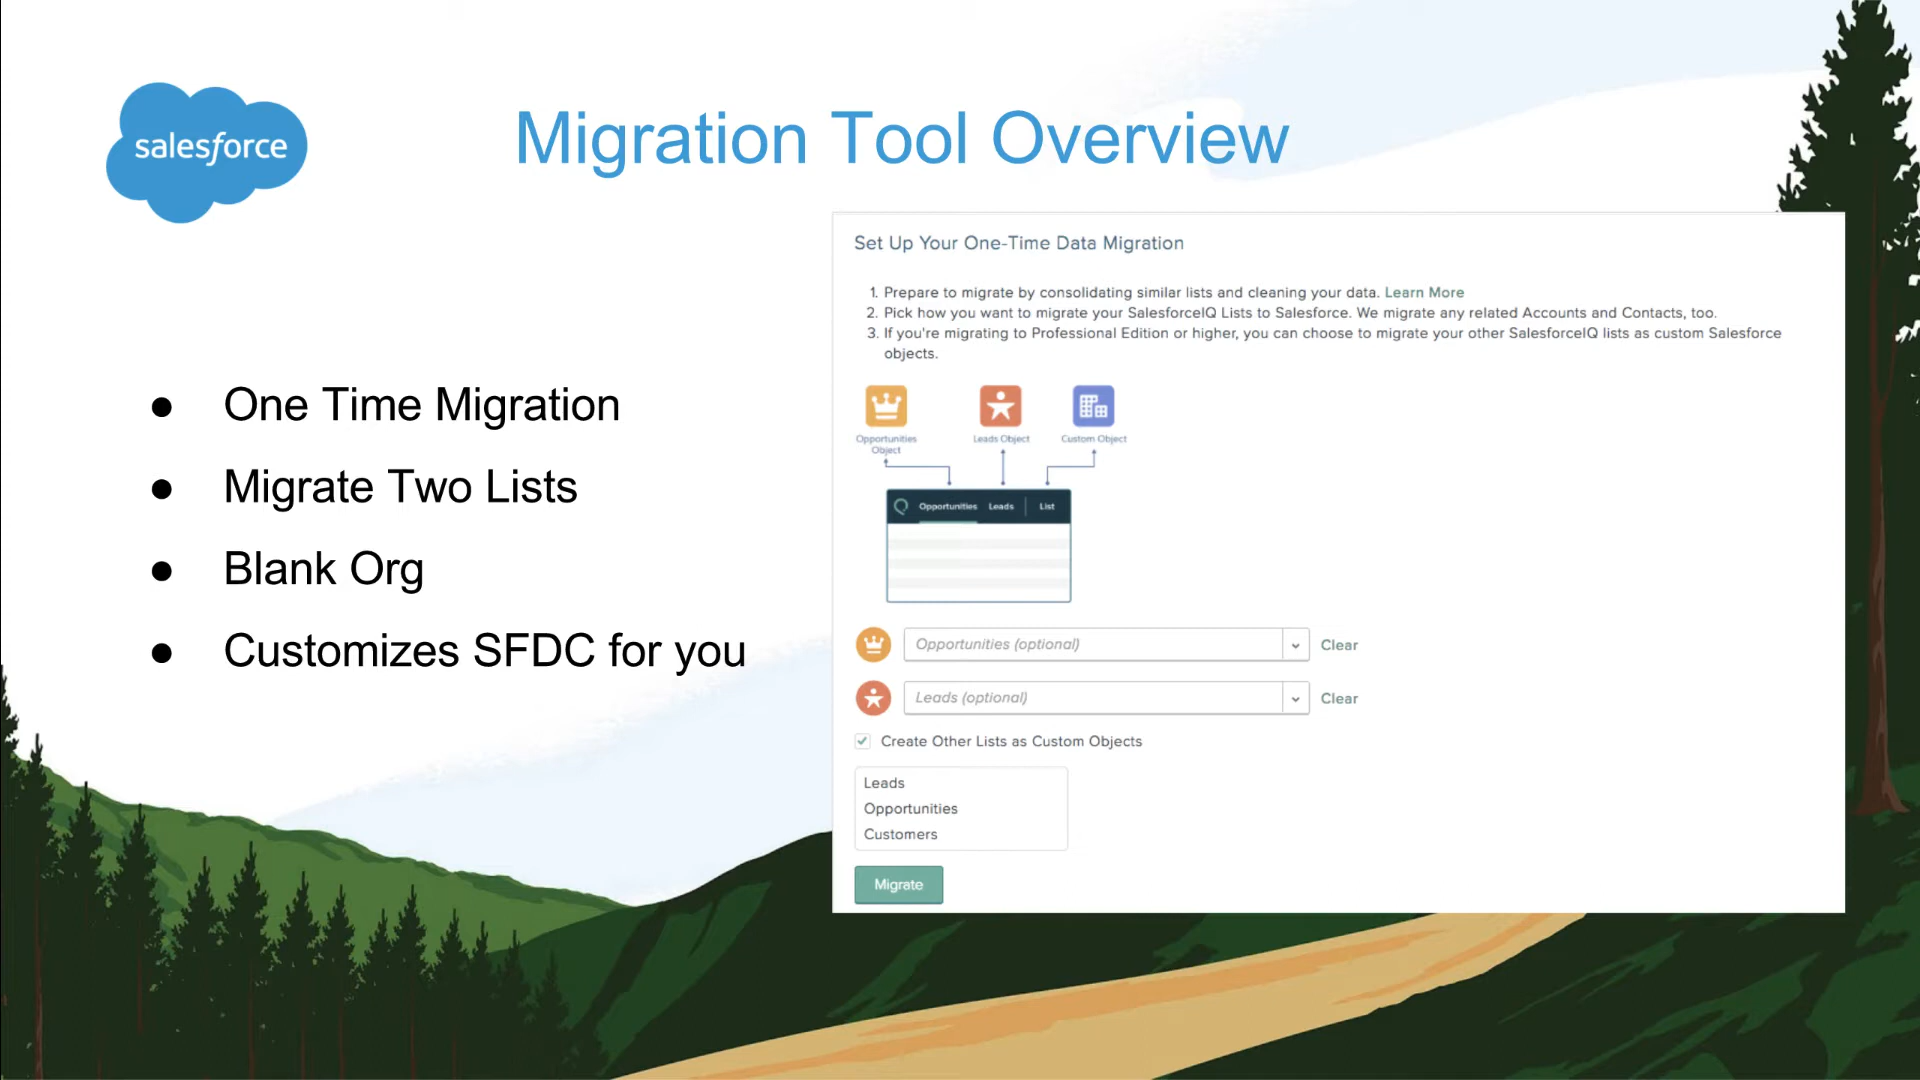 salesforce
Migration Tool Overview
● One Time Migration
● Migrate Two Lists
● Blank Org
● Customizes SFDC for you
Set Up Your One-Time Data Migration
1. Prepare to migrate by consolidating similar lists and cleaning your data. Learn More
2. Pick how you want to migrate your SalesforceIQ Lists to Salesforce. We migrate any related Accounts and Contacts, too.
3. If you're migrating to Professional Edition or higher, you can choose to migrate your other SalesforceIQ lists as custom Salesforce
objects.
Opportunities
Object
Leads Object
Custom Object
Opportunities Leads List
Opportunities (optional) Clear
Leads (optional) Clear
Create Other Lists as Custom Objects
Leads
Opportunities
Customers
Migrate